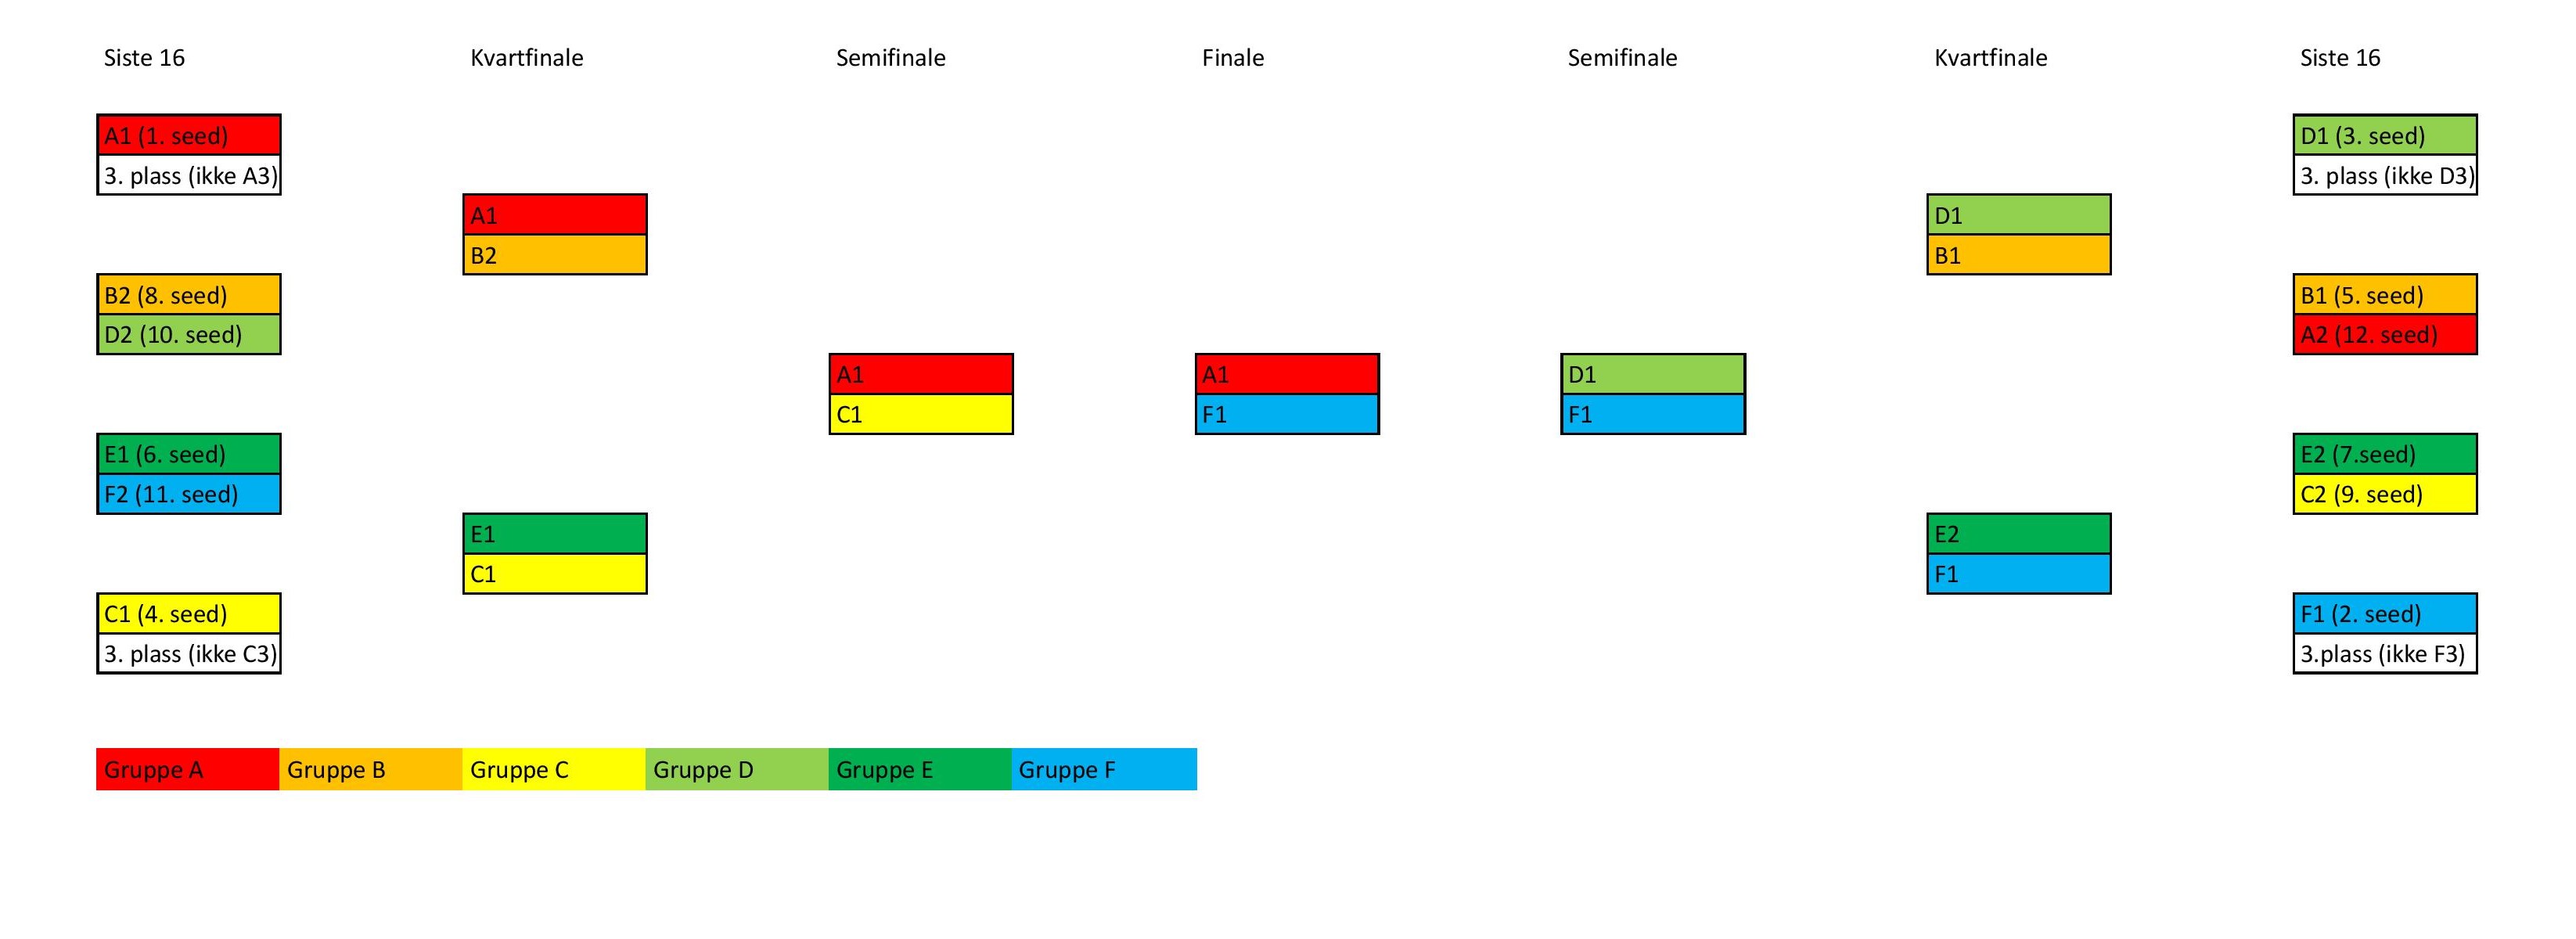 Siste 16
Kvartfinale
Semifinale
Finale
Semifinale
Kvartfinale
Siste 16
A1 (1. seed)
3. plass (ikke A3)
B2 (8. seed)
D2 (10. seed)
E1 (6. seed)
F2 (11. seed)
C1 (4. seed)
3. plass (ikke C3)
A1
B2
E1
C1
A1
C1
A1
F1
D1
F1
D1
B1
E2
F1
D1 (3. seed)
3. plass (ikke D3)
B1 (5. seed)
A2 (12. seed)
E2 (7.seed)
C2 (9. seed)
F1 (2. seed)
3.plass (ikke F3)
Gruppe A
Gruppe B
Gruppe C
Gruppe D
Gruppe E
Gruppe F